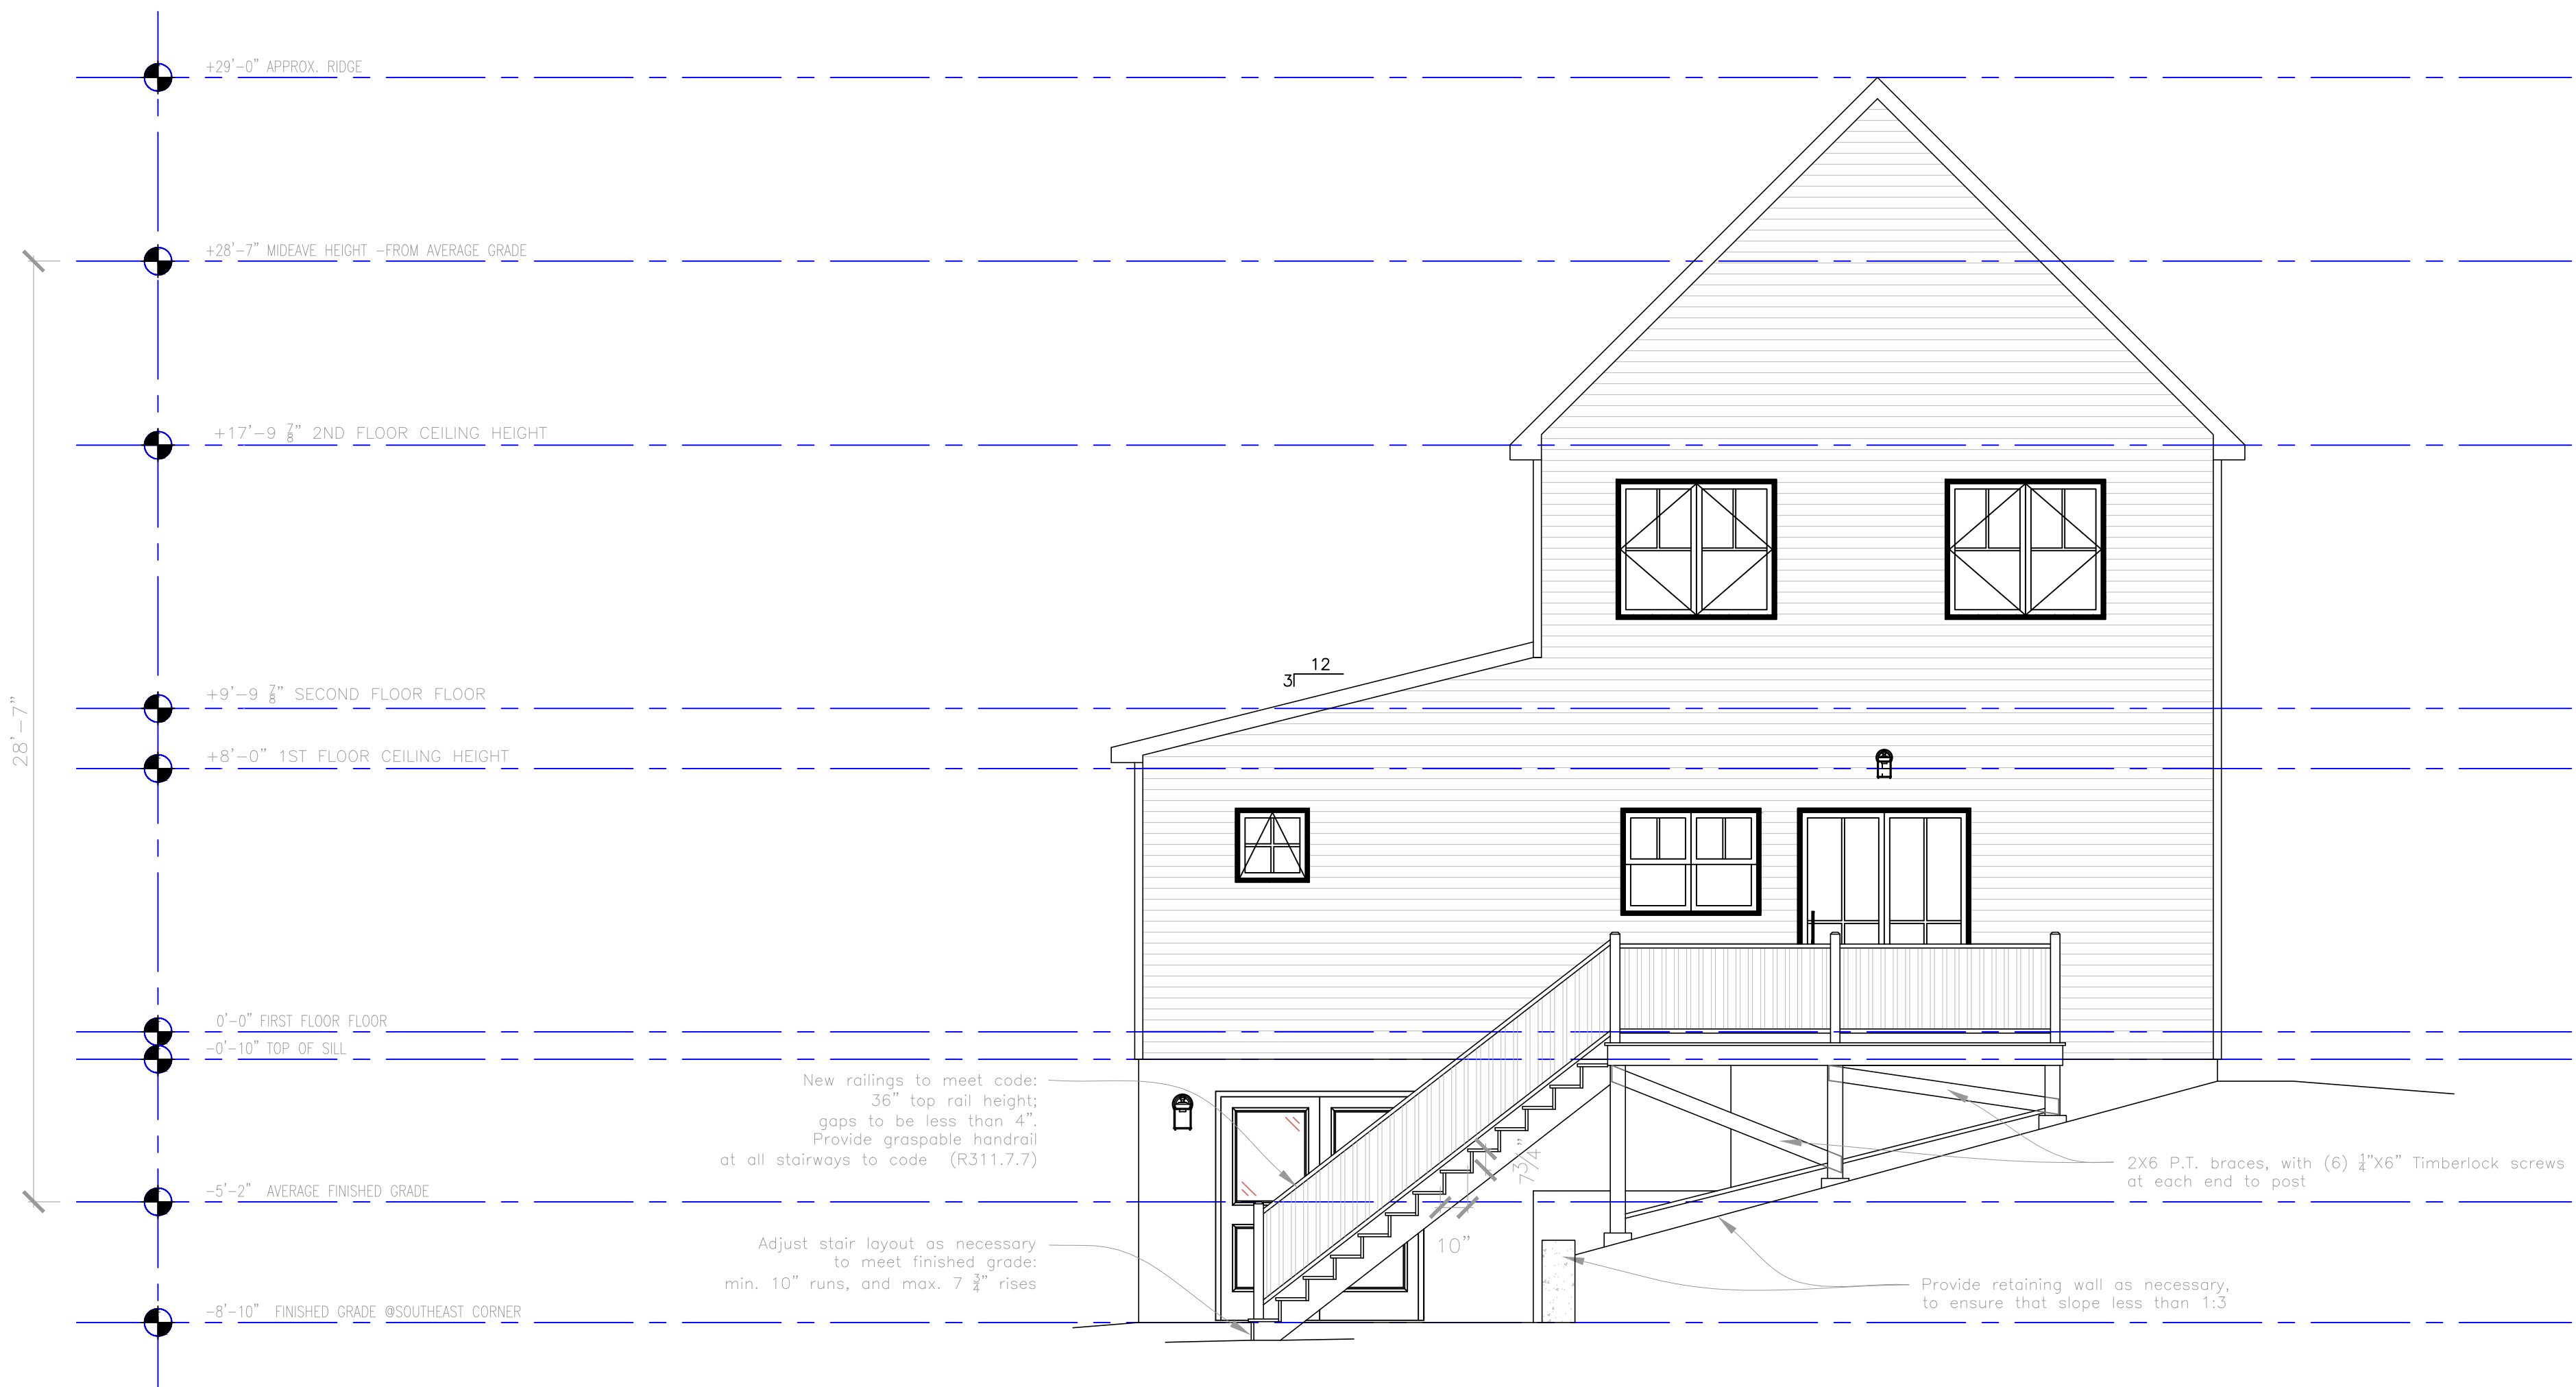 +29'-0" APPROX. RIDGE
+28'-7" MIDEAVE HEIGHT -FROM AVERAGE GRADE
+17'-9 7/8" 2ND FLOOR CEILING HEIGHT
12
3
+9'-9 7/8" SECOND FLOOR FLOOR
28'-7"
+8'-0" 1ST FLOOR CEILING HEIGHT
0'-0" FIRST FLOOR FLOOR
-0'-10" TOP OF SILL
New railings to meet code:
36" top rail height;
gaps to be less than 4".
Provide graspable handrail
at all stairways to code (R311.7.7)
7 3/4"
2X6 P.T. braces, with (6) 1/4"X6" Timberlock screws
at each end to post
-5'-2" AVERAGE FINISHED GRADE
10"
Adjust stair layout as necessary
to meet finished grade:
min. 10" runs, and max. 7 3/4" rises
Provide retaining wall as necessary,
to ensure that slope less than 1:3
-8'-10" FINISHED GRADE @SOUTHEAST CORNER